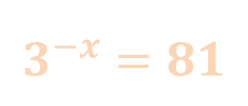 3⁻ˣ = 81